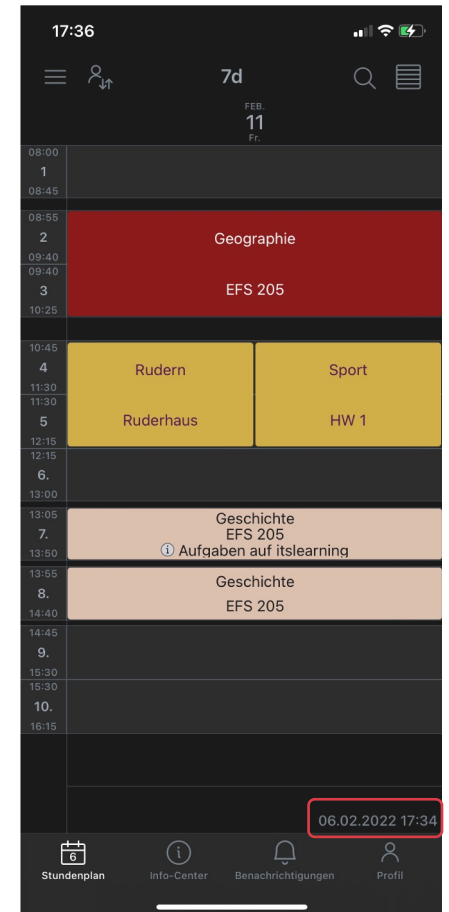 17:36
7d
FEB.
11
Fr.
08:00
1
08:45
08:55
2
09:40
Geographie
09:40
3
10:25
EFS 205
10:45
4
11:30
Rudern
Sport
11:30
5
12:15
Ruderhaus
HW 1
12:15
6.
13:00
13:05
7.
13:50
Geschichte
EFS 205
Aufgaben auf itslearning
13:55
8.
14:40
Geschichte
EFS 205
14:45
9.
15:30
15:30
10.
16:15
06.02.2022 17:34
6
Stundenplan
Info-Center
Benachrichtigungen
Profil